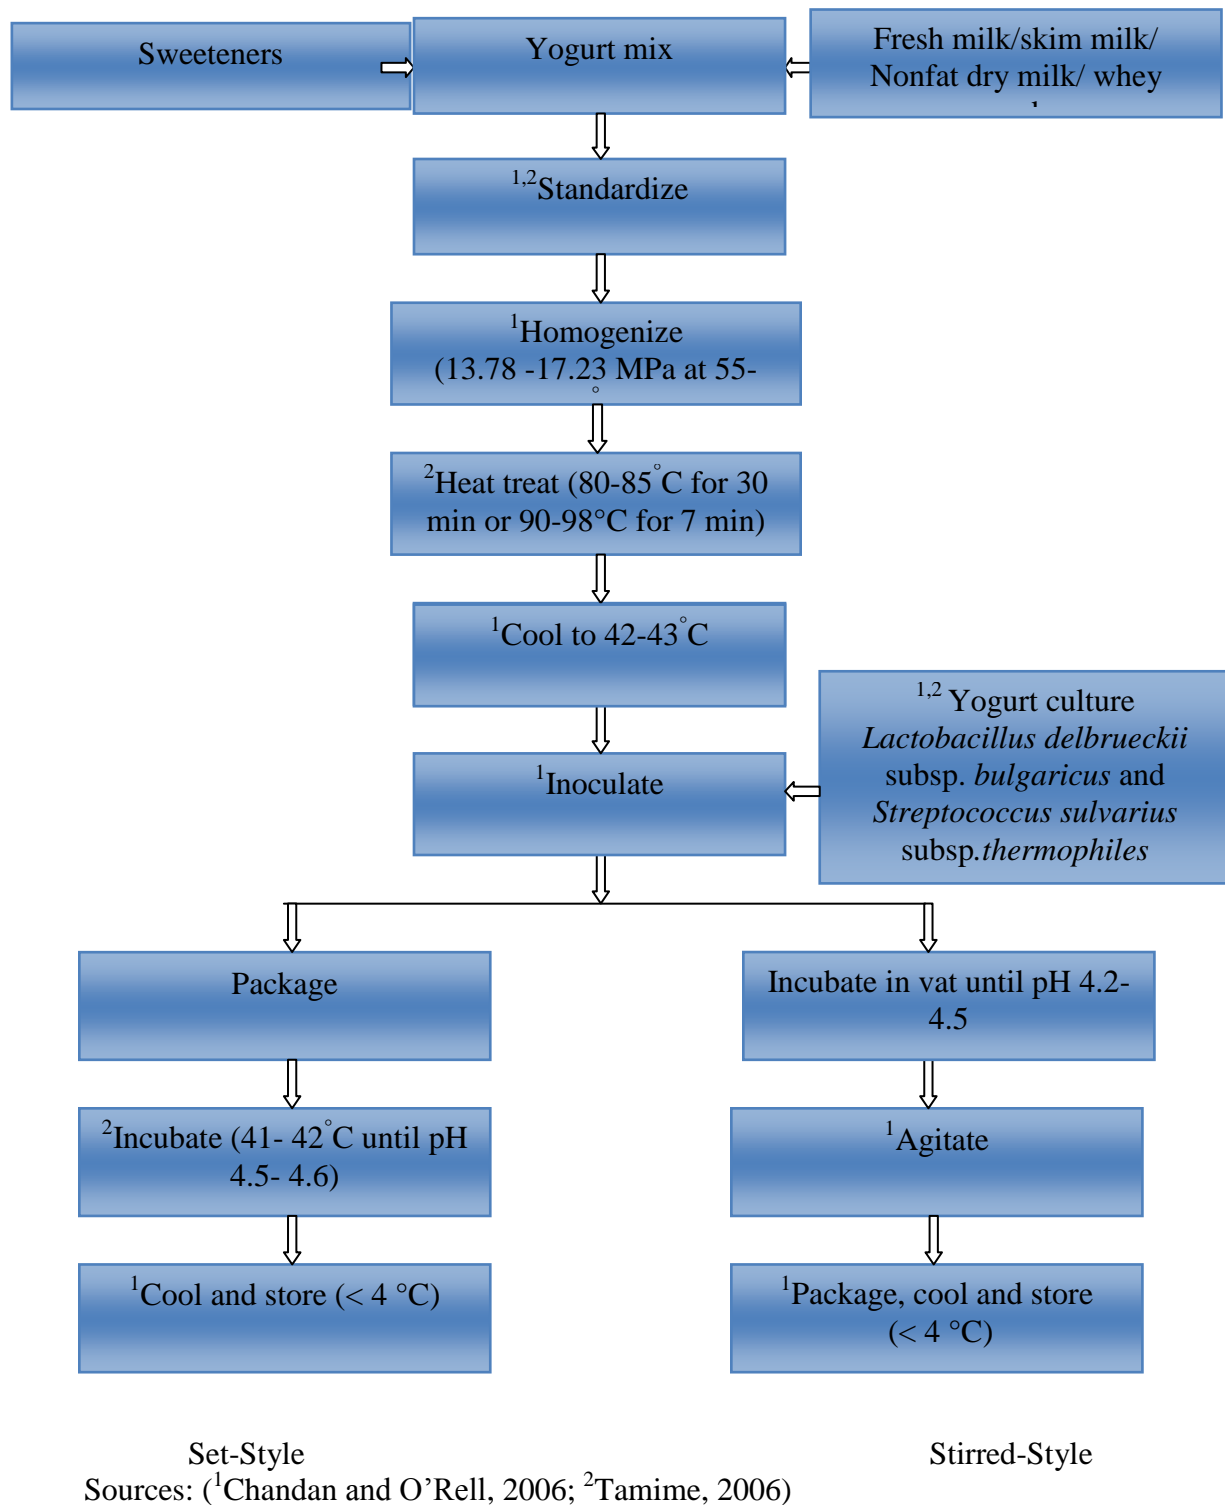 Sweeteners
Yogurt mix
Fresh milk/skim milk/
Nonfat dry milk/ whey
1,2Standardize
1Homogenize
(13.78 -17.23 MPa at 55-
°
2Heat treat (80-85°C for 30
min or 90-98°C for 7 min)
1Cool to 42-43°C
1,2 Yogurt culture
Lactobacillus delbrueckii
subsp. bulgaricus and
Streptococcus sulvarius
subsp.thermophiles
1Inoculate
Package
Incubate in vat until pH 4.2-
4.5
2Incubate (41- 42°C until pH
4.5- 4.6)
1Agitate
1Cool and store (< 4 °C)
1Package, cool and store
(< 4 °C)
Set-Style
Stirred-Style
Sources: (1Chandan and O’Rell, 2006; 2Tamime, 2006)